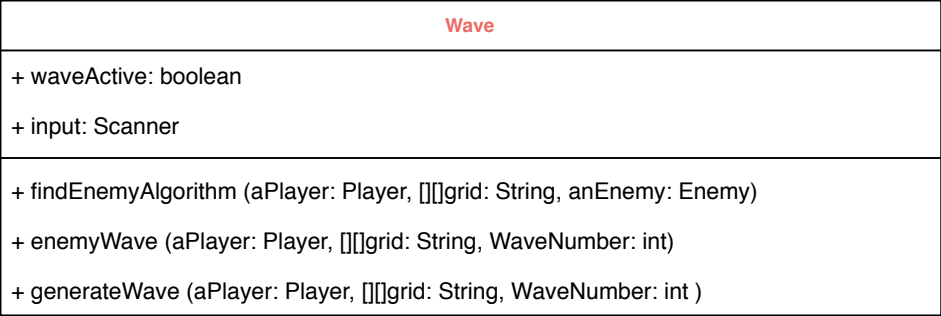 Wave
+ waveActive: boolean
+ input: Scanner
+ findEnemyAlgorithm (aPlayer: Player, [][]grid: String, anEnemy: Enemy)
+ enemyWave (aPlayer: Player, [][]grid: String, WaveNumber: int)
+ generateWave (aPlayer: Player, [][]grid: String, WaveNumber: int )